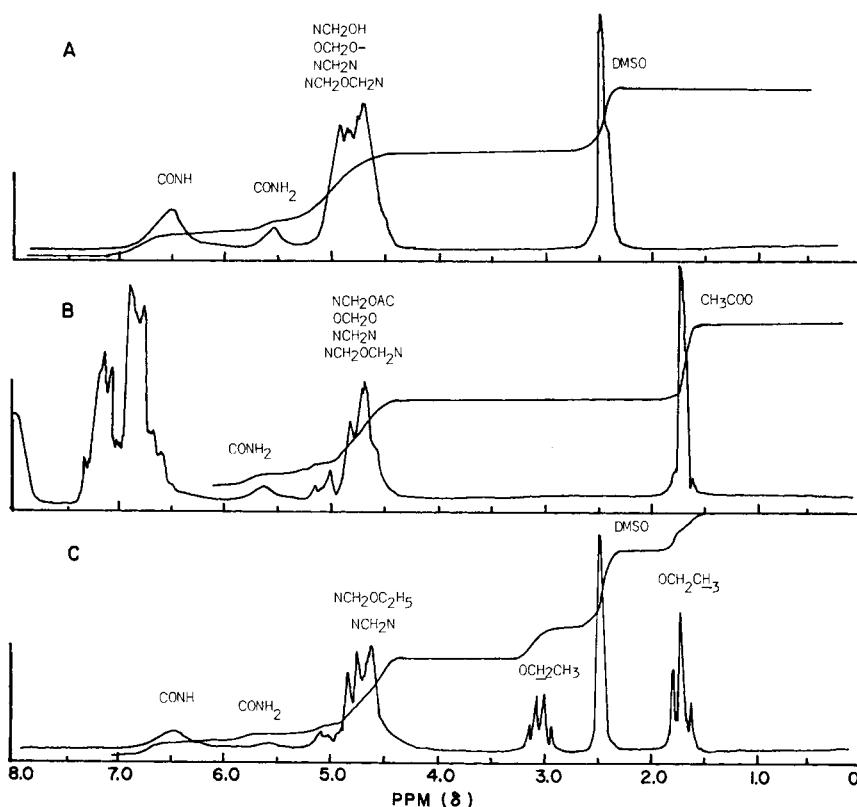 A
NCH2OH
OCH2O–
NCH2N
NCH2OCH2N
DMSO
CONH
CONH2
B
NCH2OAC
OCH2O
NCH2N
NCH2OCH2N
CH3COO
CONH2
C
DMSO
NCH2OC2H5
NCH2N
OCH2CH3
OCH2CH3
CONH
CONH2
8.0 7.0 6.0 5.0 4.0 3.0 2.0 1.0 0
PPM (δ)